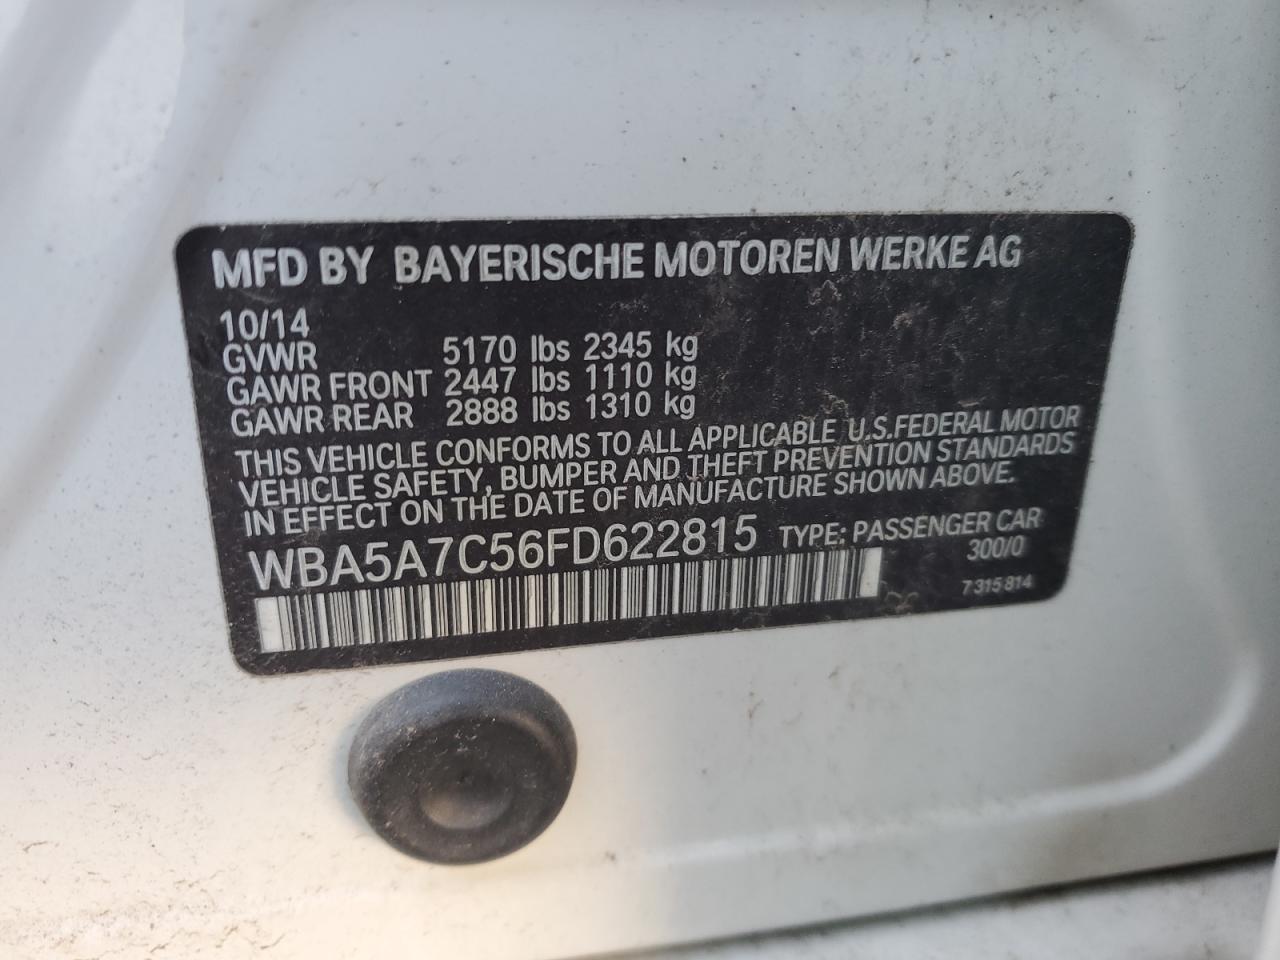 MFD BY BAYERISCHE MOTOREN WERKE AG
10/14
GVWR 5170 lbs 2345 kg
GAWR FRONT 2447 lbs 1110 kg
GAWR REAR 2888 lbs 1310 kg
THIS VEHICLE CONFORMS TO ALL APPLICABLE U.S.FEDERAL MOTOR
VEHICLE SAFETY, BUMPER AND THEFT PREVENTION STANDARDS
IN EFFECT ON THE DATE OF MANUFACTURE SHOWN ABOVE.
WBA5A7C56FD622815 TYPE: PASSENGER CAR
300/0
7 315 814